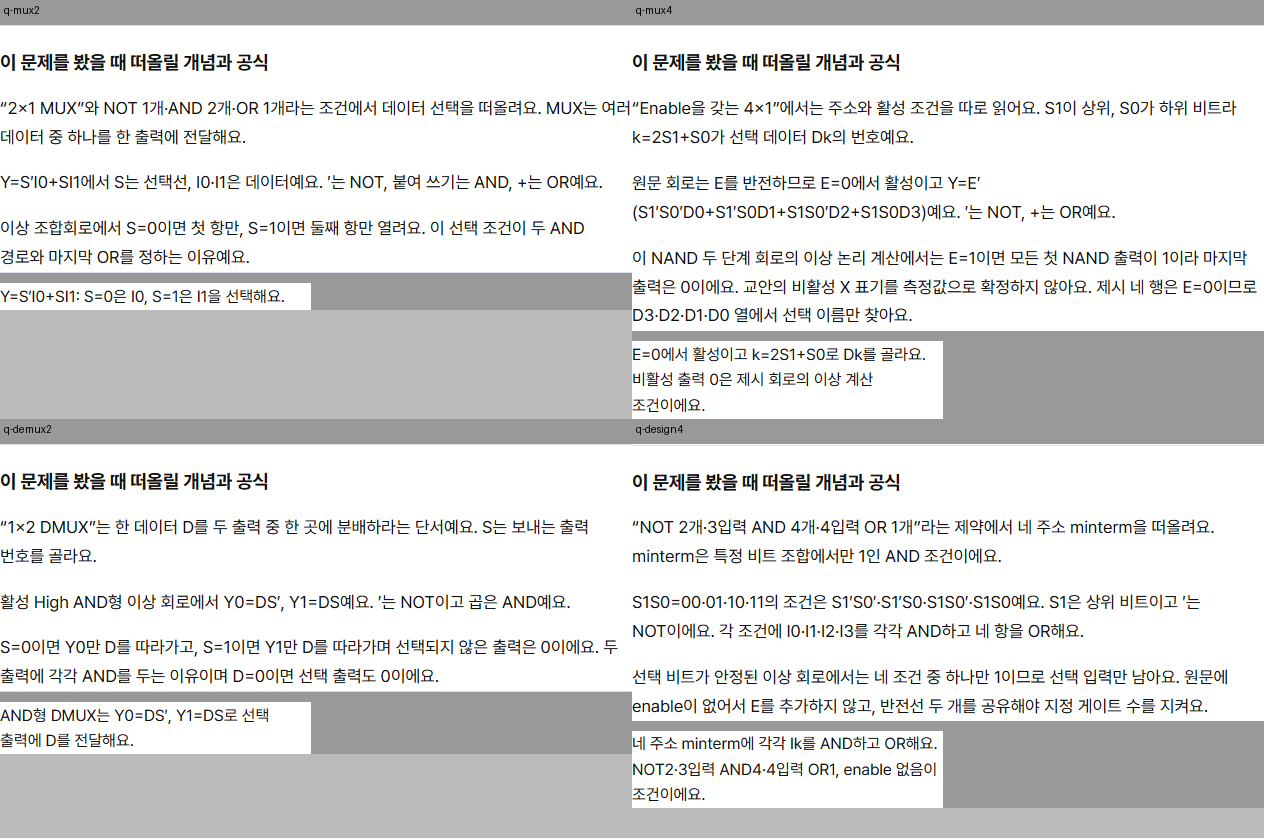 q-mux2
이 문제를 봤을 때 떠올릴 개념과 공식
“2×1 MUX”와 NOT 1개·AND 2개·OR 1개라는 조건에서 데이터 선택을 떠올려요. MUX는 여러
데이터 중 하나를 한 출력에 전달해요.
Y=S′I0+SI1에서 S는 선택선, I0·I1은 데이터예요. ′는 NOT, 붙여 쓰기는 AND, +는 OR예요.
이상 조합회로에서 S=0이면 첫 항만, S=1이면 둘째 항만 열려요. 이 선택 조건이 두 AND
경로와 마지막 OR를 정하는 이유예요.
Y=S′I0+SI1: S=0은 I0, S=1은 I1을 선택해요.
q-mux4
이 문제를 봤을 때 떠올릴 개념과 공식
“Enable을 갖는 4×1”에서는 주소와 활성 조건을 따로 읽어요. S1이 상위, S0가 하위 비트라
k=2S1+S0가 선택 데이터 Dk의 번호예요.
원문 회로는 E를 반전하므로 E=0에서 활성이고 Y=E′
(S1′S0′D0+S1′S0D1+S1S0′D2+S1S0D3)예요. ′는 NOT, +는 OR예요.
이 NAND 두 단계 회로의 이상 논리 계산에서는 E=1이면 모든 첫 NAND 출력이 1이라 마지막
출력은 0이에요. 교안의 비활성 X 표기를 측정값으로 확정하지 않아요. 제시 네 행은 E=0이므로
D3·D2·D1·D0 열에서 선택 이름만 찾아요.
E=0에서 활성이고 k=2S1+S0로 Dk를 골라요.
비활성 출력 0은 제시 회로의 이상 계산
조건이에요.
q-demux2
이 문제를 봤을 때 떠올릴 개념과 공식
“1×2 DMUX”는 한 데이터 D를 두 출력 중 한 곳에 분배하라는 단서예요. S는 보내는 출력
번호를 골라요.
활성 High AND형 이상 회로에서 Y0=DS′, Y1=DS예요. ′는 NOT이고 곱은 AND예요.
S=0이면 Y0만 D를 따라가고, S=1이면 Y1만 D를 따라가며 선택되지 않은 출력은 0이에요. 두
출력에 각각 AND를 두는 이유이며 D=0이면 선택 출력도 0이에요.
AND형 DMUX는 Y0=DS′, Y1=DS로 선택
출력에 D를 전달해요.
q-design4
이 문제를 봤을 때 떠올릴 개념과 공식
“NOT 2개·3입력 AND 4개·4입력 OR 1개”라는 제약에서 네 주소 minterm을 떠올려요.
minterm은 특정 비트 조합에서만 1인 AND 조건이에요.
S1S0=00·01·10·11의 조건은 S1′S0′·S1′S0·S1S0′·S1S0예요. S1은 상위 비트이고 ′는
NOT이에요. 각 조건에 I0·I1·I2·I3를 각각 AND하고 네 항을 OR해요.
선택 비트가 안정된 이상 회로에서는 네 조건 중 하나만 1이므로 선택 입력만 남아요. 원문에
enable이 없어서 E를 추가하지 않고, 반전선 두 개를 공유해야 지정 게이트 수를 지켜요.
네 주소 minterm에 각각 Ik를 AND하고 OR해요.
NOT2·3입력 AND4·4입력 OR1, enable 없음이
조건이에요.